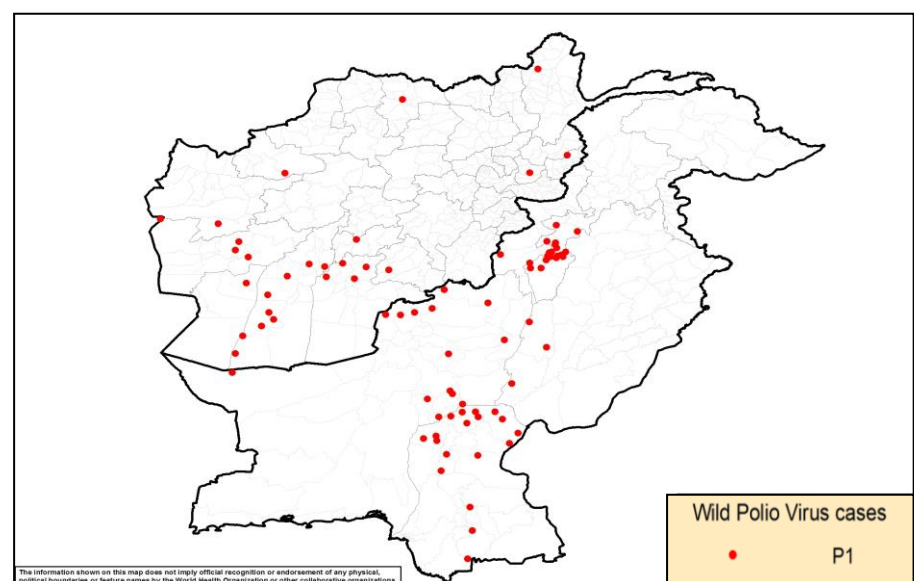 Wild Polio Virus cases
P1
The information shown on this map does not imply official recognition or endorsement of any physical,
political boundaries or feature names by the World Health Organization or other collaborative organizations